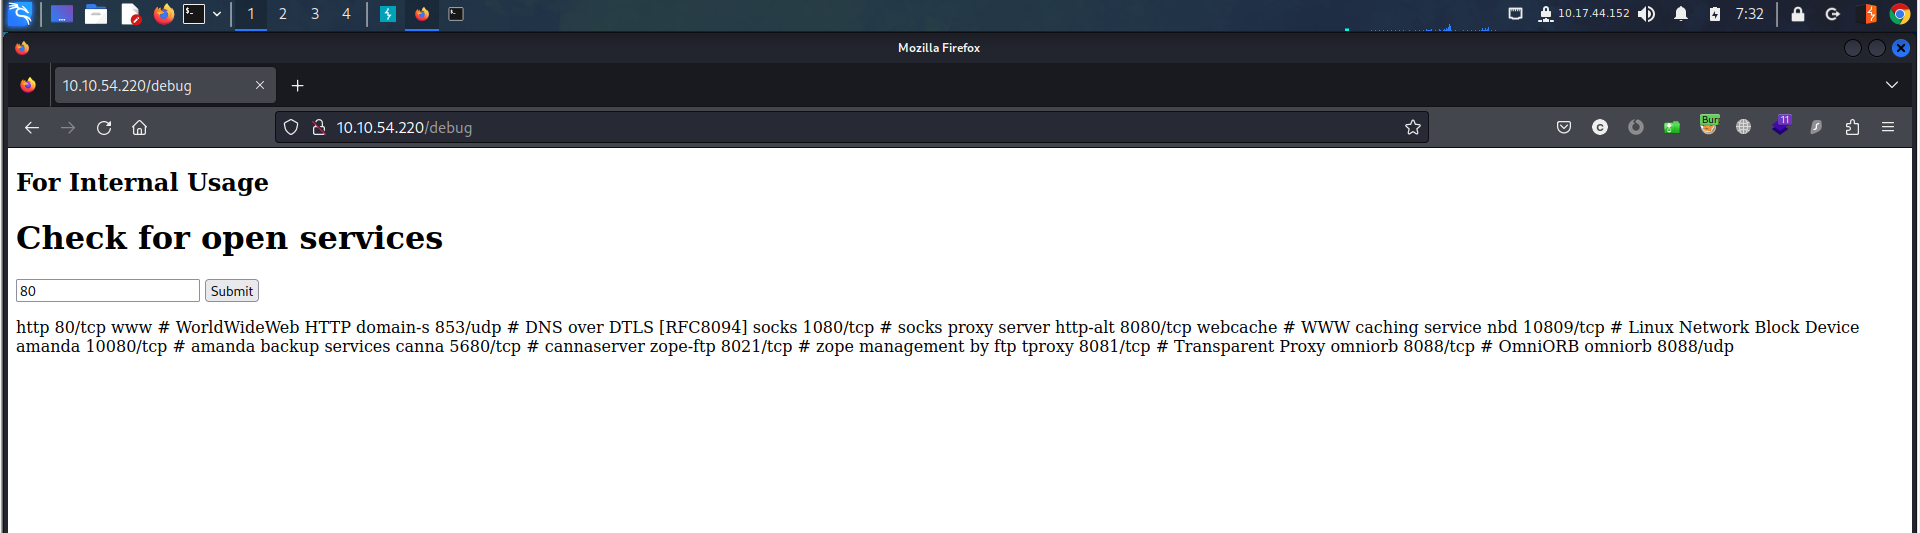 1 2 3 4 10.17.44.152 7:32
Mozilla Firefox
10.10.54.220/debug
10.10.54.220/debug C Burp 11
For Internal Usage
Check for open services
80 Submit
http 80/tcp www # WorldWideWeb HTTP domain-s 853/udp # DNS over DTLS [RFC8094] socks 1080/tcp # socks proxy server http-alt 8080/tcp webcache # WWW caching service nbd 10809/tcp # Linux Network Block Device
amanda 10080/tcp # amanda backup services canna 5680/tcp # cannaserver zope-ftp 8021/tcp # zope management by ftp tproxy 8081/tcp # Transparent Proxy omniorb 8088/tcp # OmniORB omniorb 8088/udp